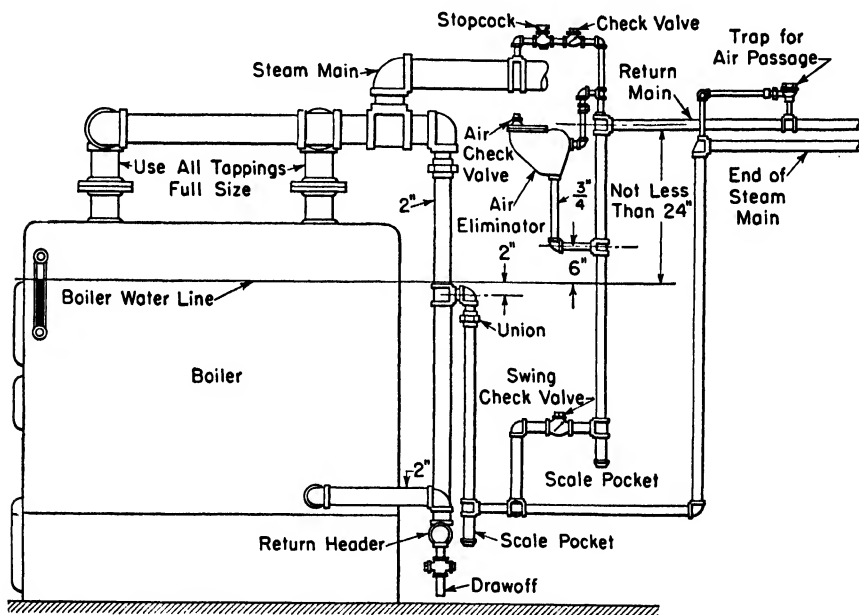 Stopcock
Check Valve
Trap for
Air Passage
Steam Main
Return
Main
Air
Check
Valve
Use All Tappings
Full Size
3/4"
Not Less
Than 24"
End of
Steam
Main
2"
Air
Eliminator
2"
6"
Boiler Water Line
Union
Boiler
Swing
Check Valve
2"
Scale Pocket
Return Header
Scale Pocket
Drawoff